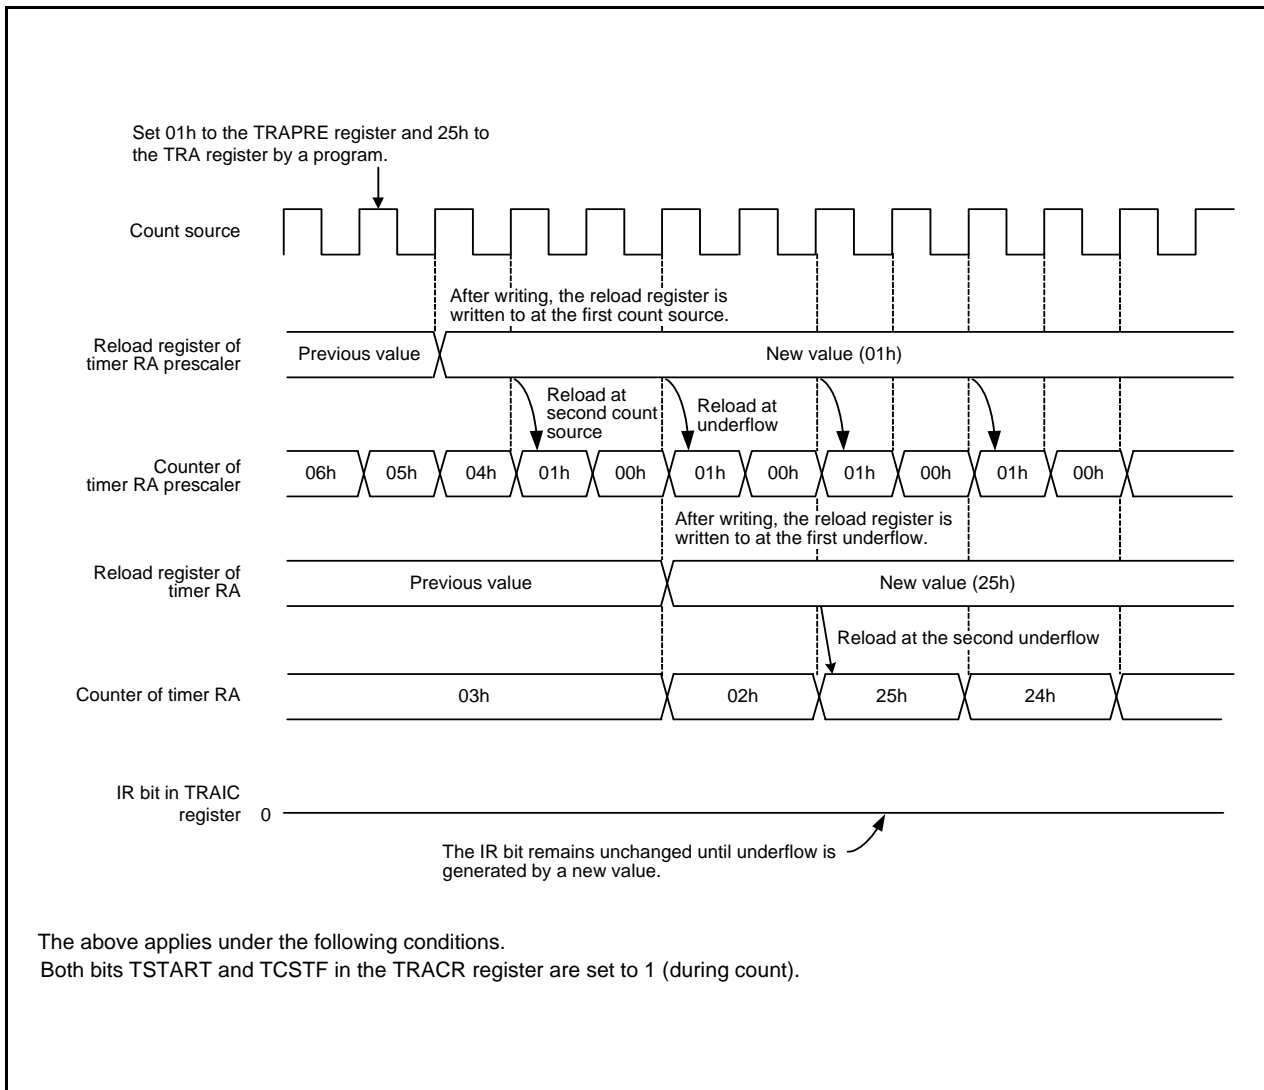 Set 01h to the TRAPRE register and 25h to
the TRA register by a program.
Count source
After writing, the reload register is
written to at the first count source.
Reload register of
timer RA prescaler
Previous value
New value (01h)
Reload at
second count
source
Reload at
underflow
Counter of
timer RA prescaler
06h 05h 04h 01h 00h 01h 00h 01h 00h 01h 00h
After writing, the reload register is
written to at the first underflow.
Reload register of
timer RA
Previous value
New value (25h)
Reload at the second underflow
Counter of timer RA
03h 02h 25h 24h
IR bit in TRAIC
register
0
The IR bit remains unchanged until underflow is
generated by a new value.
The above applies under the following conditions.
Both bits TSTART and TCSTF in the TRACR register are set to 1 (during count).